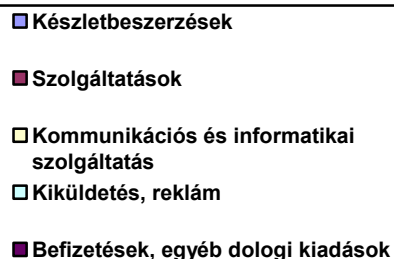 Készletbeszerzések
Szolgáltatások
Kommunikációs és informatikai
szolgáltatás
Kiküldetés, reklám
Befizetések, egyéb dologi kiadások